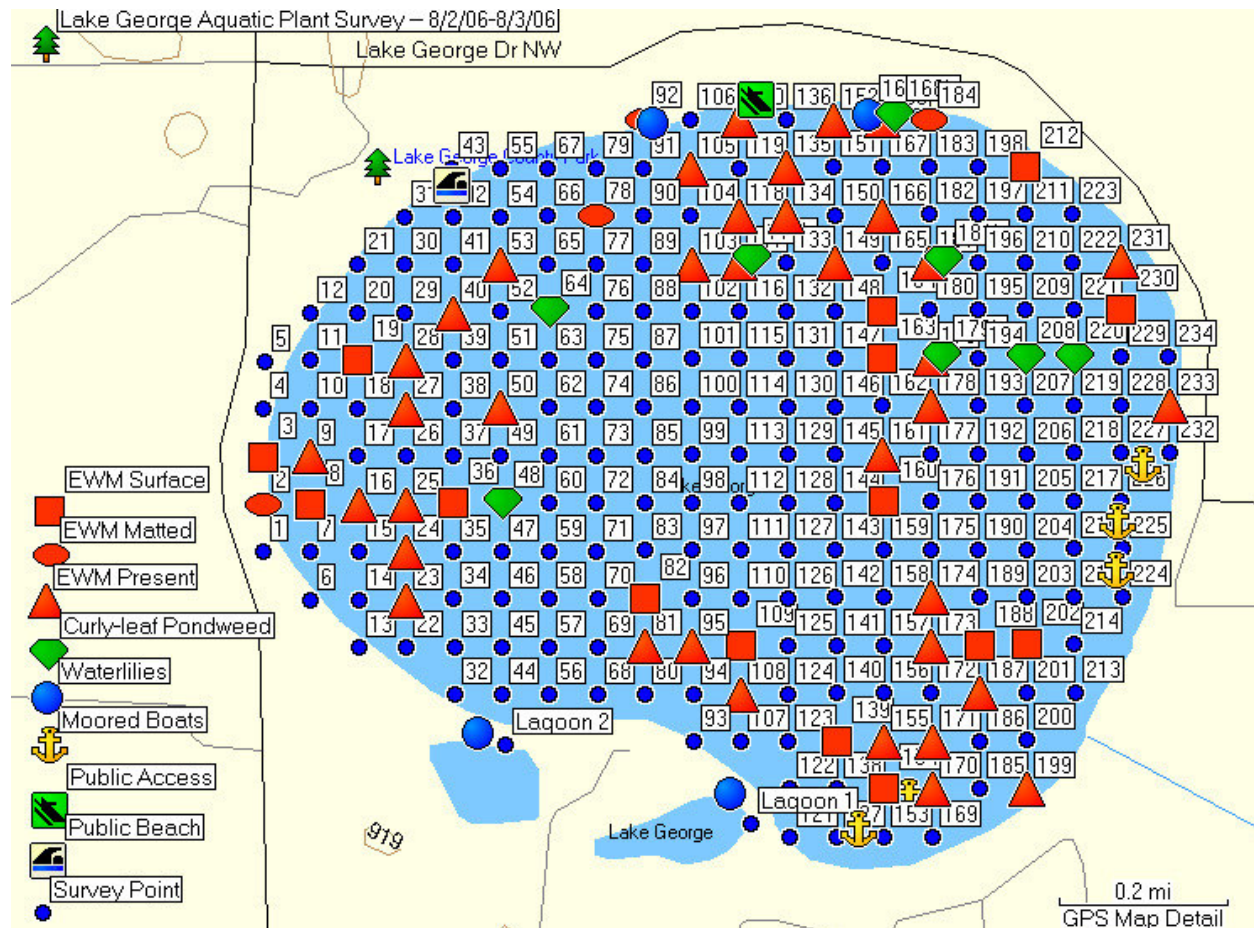 Lake George Aquatic Plant Survey – 8/2/06-8/3/06
Lake George Dr NW
92 106 136 152 168 184
43 55 67 79 91 105 119 135 151 167 183 198 212
Lake George County Park
42 54 66 78 90 104 118 134 150 166 182 197 211 223
21 30 41 53 65 77 89 103 133 149 165 196 210 222 231
12 20 29 40 52 64 76 88 102 116 132 148 180 195 209 221 230
5 11 19 28 39 51 63 75 87 101 115 131 147 163 179 194 208 220 229 234
4 10 18 27 38 50 62 74 86 100 114 130 146 162 178 193 207 219 228 233
3 9 17 26 37 49 61 73 85 99 113 129 145 161 177 192 206 218 227 232
2 8 16 25 36 48 60 72 84 98 112 128 144 160 176 191 205 217 226
1 7 15 24 35 47 59 71 83 97 111 127 143 159 175 190 204 225
6 14 23 34 46 58 70 82 96 110 126 142 158 174 189 203 224
13 22 33 45 57 69 81 95 109 125 141 157 173 188 202 214
32 44 56 68 80 94 108 124 140 156 172 187 201 213
Lagoon 2
93 107 123 139 155 171 186 200
122 138 170 185 199
Lagoon 1
121 137 153 169
Lake George
919
EWM Surface
EWM Matted
EWM Present
Curly-leaf Pondweed
Waterlilies
Moored Boats
Public Access
Public Beach
Survey Point
0.2 mi
GPS Map Detail